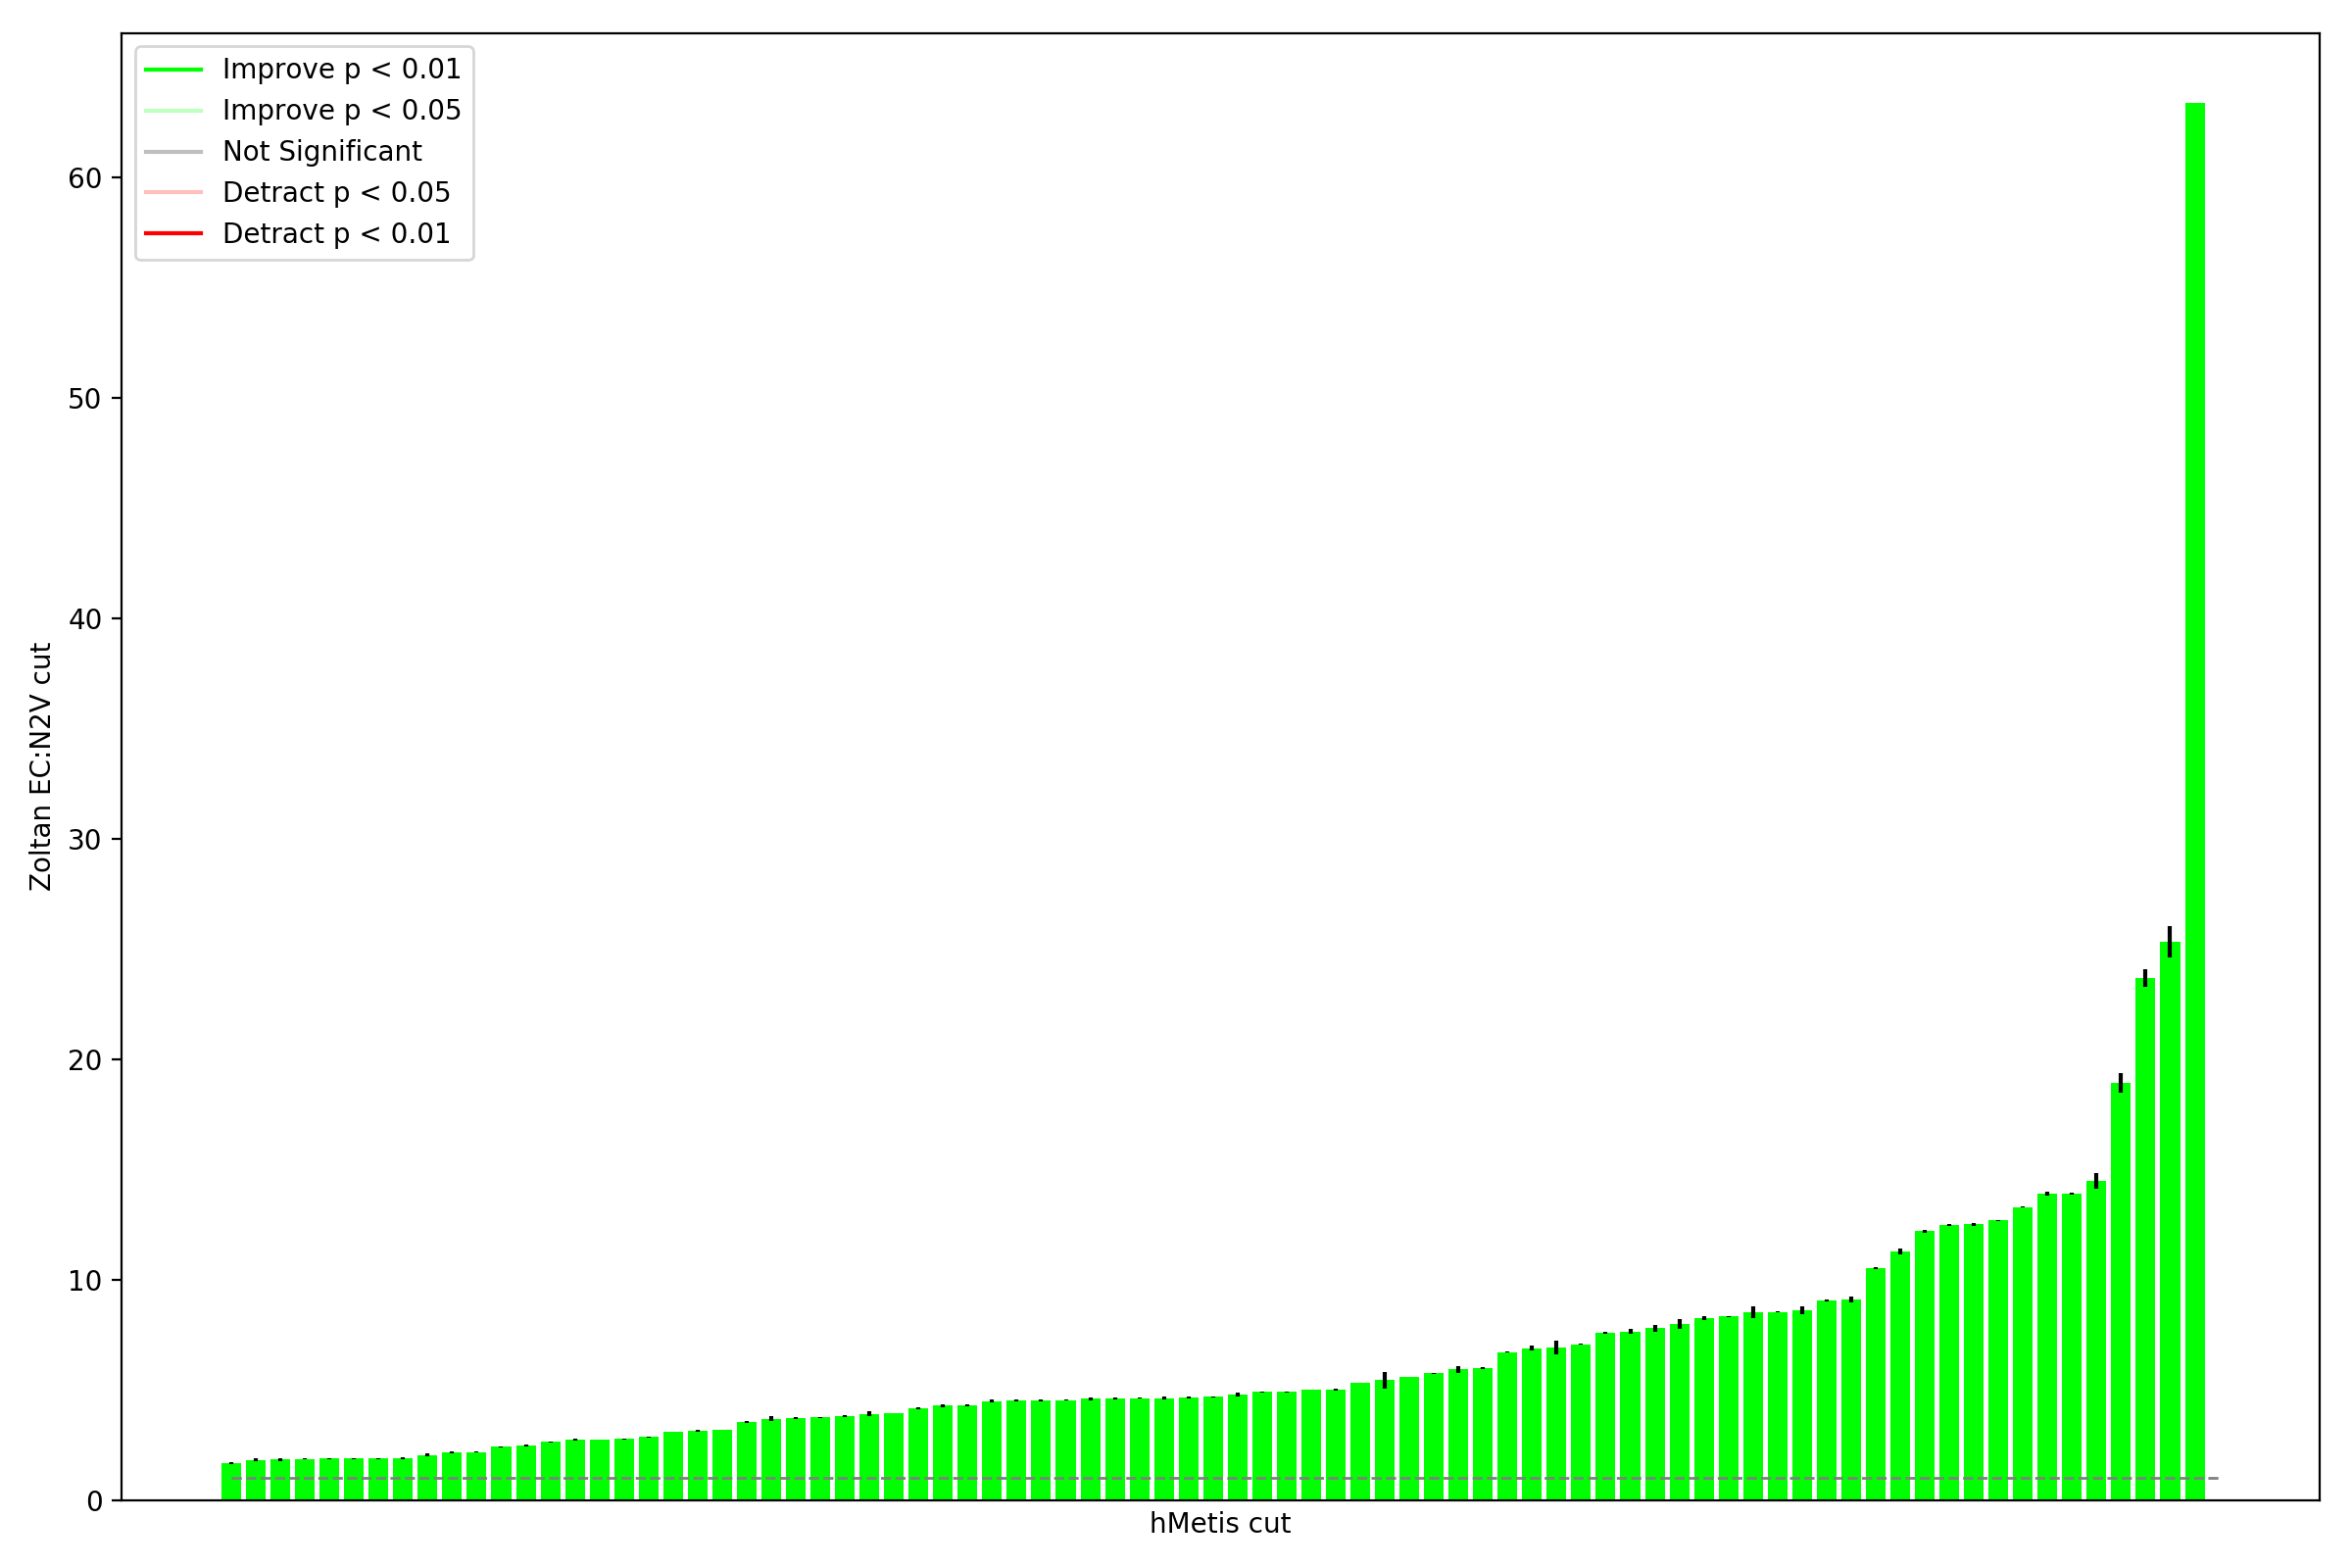 Improve p < 0.01
Improve p < 0.05
Not Significant
Detract p < 0.05
Detract p < 0.01
60
50
40
30
20
10
0
Zoltan EC:N2V cut
hMetis cut